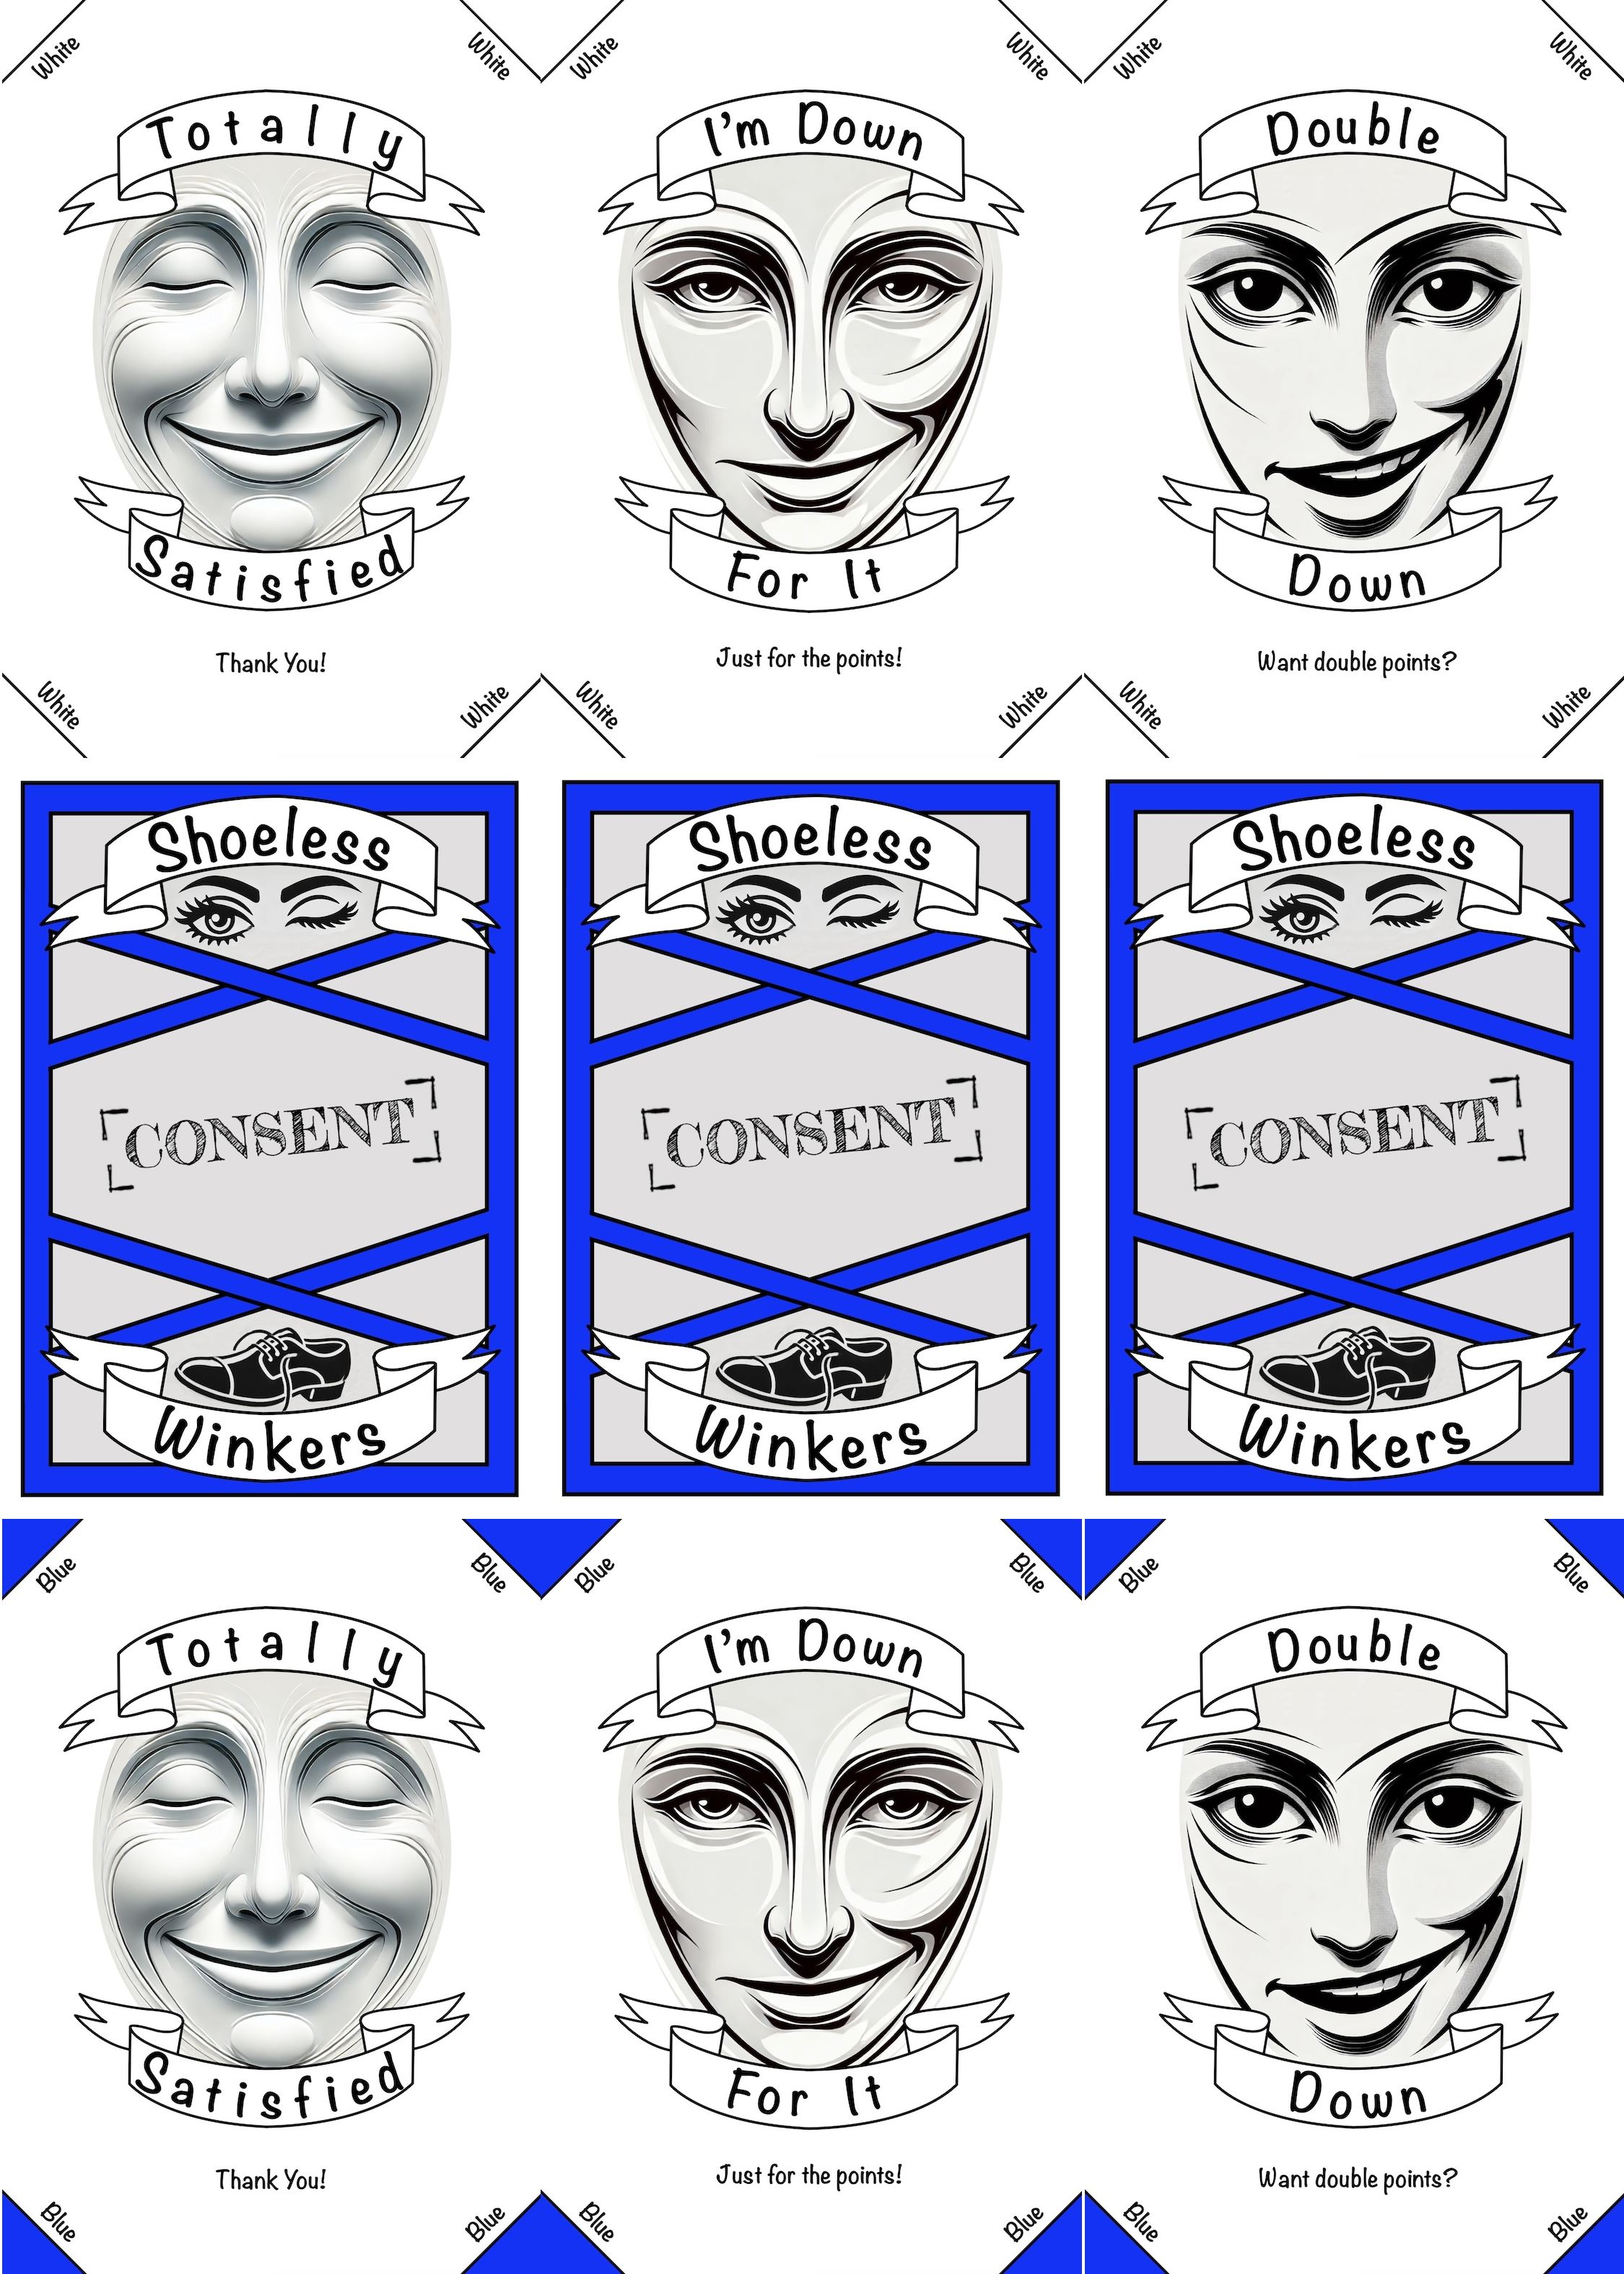 White
White
White
White
White
White
Totally
I'm Down
Double
Satisfied
For It
Down
Thank You!
Just for the points!
Want double points?
White
White
White
White
White
White
Shoeless
Shoeless
Shoeless
CONSENT
CONSENT
CONSENT
Winkers
Winkers
Winkers
Blue
Blue
Blue
Blue
Blue
Blue
Totally
I'm Down
Double
Satisfied
For It
Down
Thank You!
Just for the points!
Want double points?
Blue
Blue
Blue
Blue
Blue
Blue